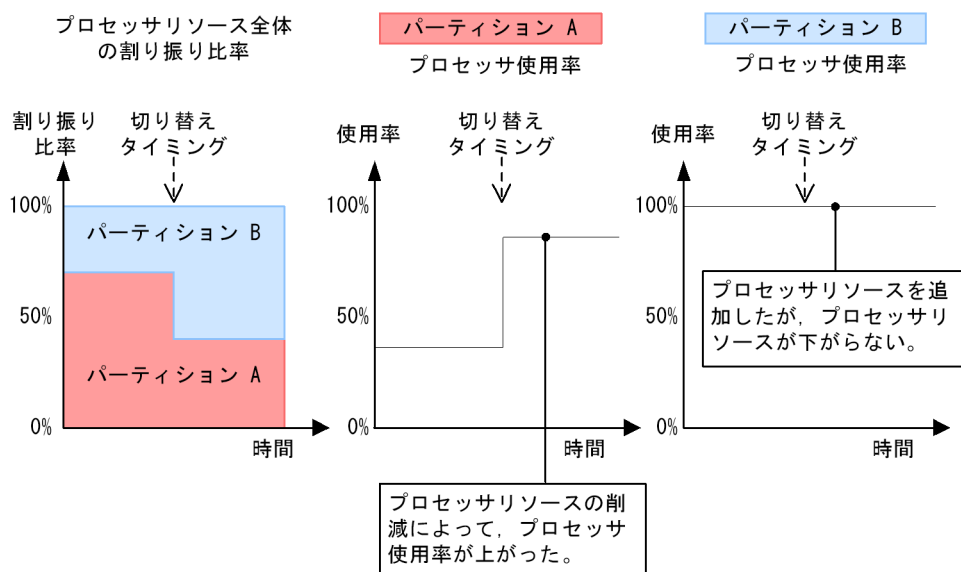 プロセッサリソース全体
の割り振り比率
割り振り
比率
切り替え
タイミング
100%
50%
0%
パーティション B
パーティション A
時間
パーティション A
プロセッサ使用率
使用率
切り替え
タイミング
100%
50%
0%
時間
プロセッサリソースの削
減によって，プロセッサ
使用率が上がった。
パーティション B
プロセッサ使用率
使用率
切り替え
タイミング
100%
50%
0%
プロセッサリソースを追
加したが，プロセッサリ
ソースが下がらない。
時間